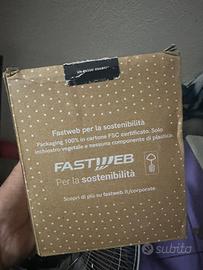 Fastweb per la sostenibilità
Packaging 100% in cartone FSC certificato. Solo
inchiostro vegetale e nessuna componente di plastica.
FASTWEB
Per la sostenibilità
Scopri di più su fastweb.it/corporate
subito